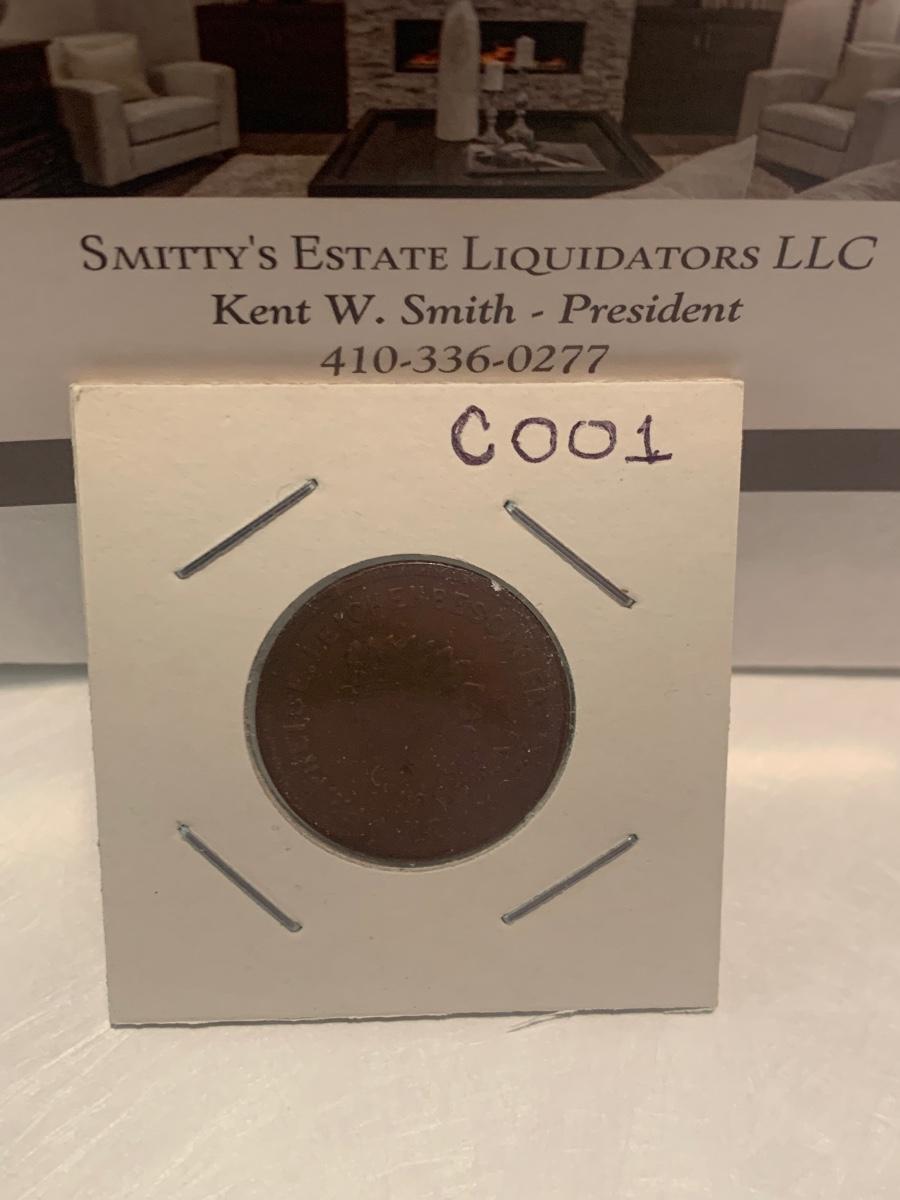 SMITTY'S ESTATE LIQUIDATORS LLC
Kent W. Smith - President
410-336-0277
C001